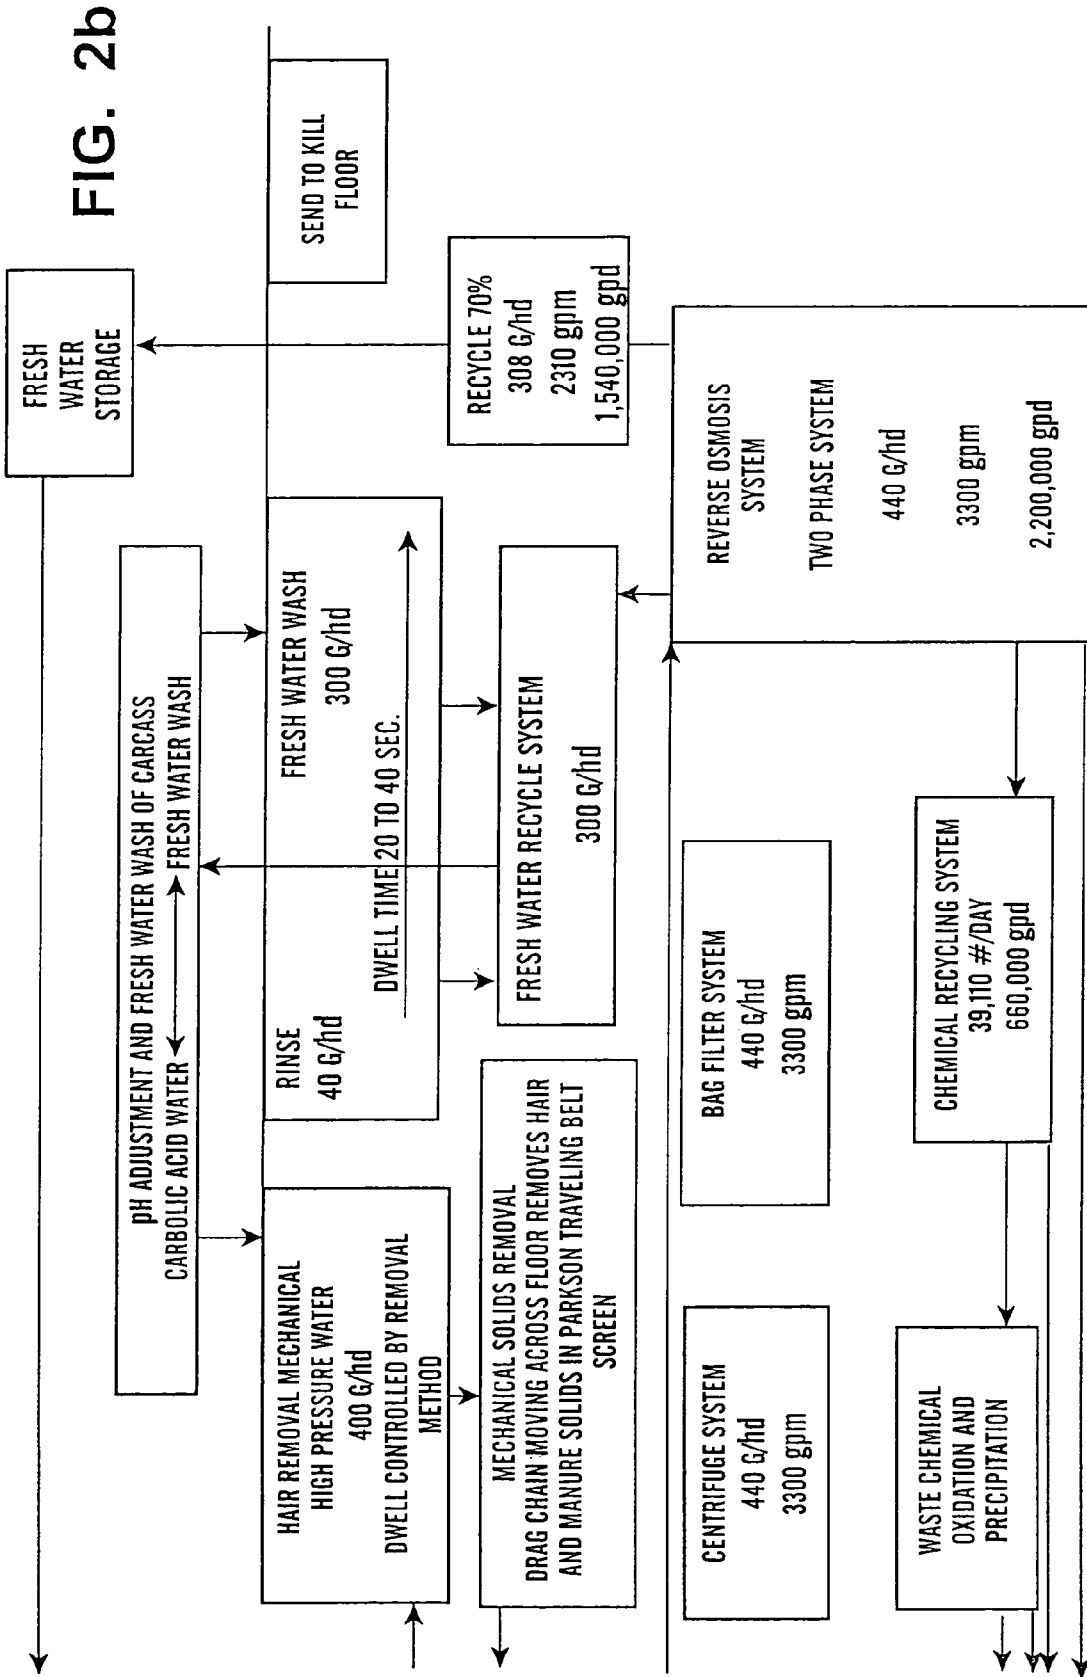 FIG. 2b
FRESH
WATER
STORAGE
pH ADJUSTMENT AND FRESH WATER WASH OF CARCASS
CARBOLIC ACID WATER
FRESH WATER WASH
HAIR REMOVAL MECHANICAL
HIGH PRESSURE WATER
400 G/hd
DWELL CONTROLLED BY REMOVAL
METHOD
RINSE
40 G/hd
FRESH WATER WASH
300 G/hd
DWELL TIME 20 TO 40 SEC.
SEND TO KILL
FLOOR
MECHANICAL SOLIDS REMOVAL
DRAG CHAIN MOVING ACROSS FLOOR REMOVES HAIR
AND MANURE SOLIDS IN PARKSON TRAVELING BELT
SCREEN
FRESH WATER RECYCLE SYSTEM
300 G/hd
RECYCLE 70%
308 G/hd
2310 gpm
1,540,000 gpd
CENTRIFUGE SYSTEM
440 G/hd
3300 gpm
BAG FILTER SYSTEM
440 G/hd
3300 gpm
REVERSE OSMOSIS
SYSTEM
TWO PHASE SYSTEM
440 G/hd
3300 gpm
2,200,000 gpd
WASTE CHEMICAL
OXIDATION AND
PRECIPITATION
CHEMICAL RECYCLING SYSTEM
39,110 #/DAY
660,000 gpd